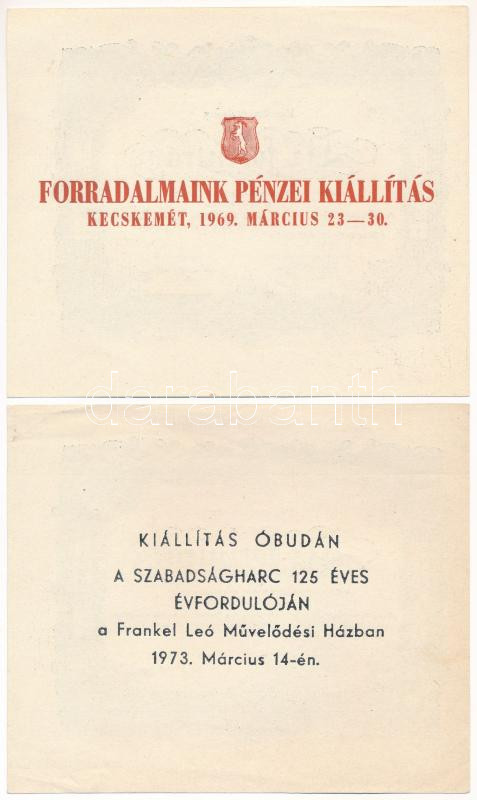 FORRADALMAINK PÉNZEI KIÁLLÍTÁS
KECSKEMÉT, 1969. MÁRCIUS 23—30.
darabanth
KIÁLLÍTÁS ÓBUDÁN
A SZABADSÁGHARC 125 ÉVES
ÉVFORDULÓJÁN
a Frankel Leó Művelődési Házban
1973. Március 14-én.